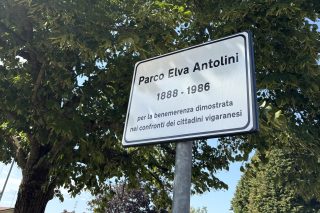 Parco Elva Antolini
1888 - 1986
per la benemerenza dimostrata
nei confronti dei cittadini vigaranesi